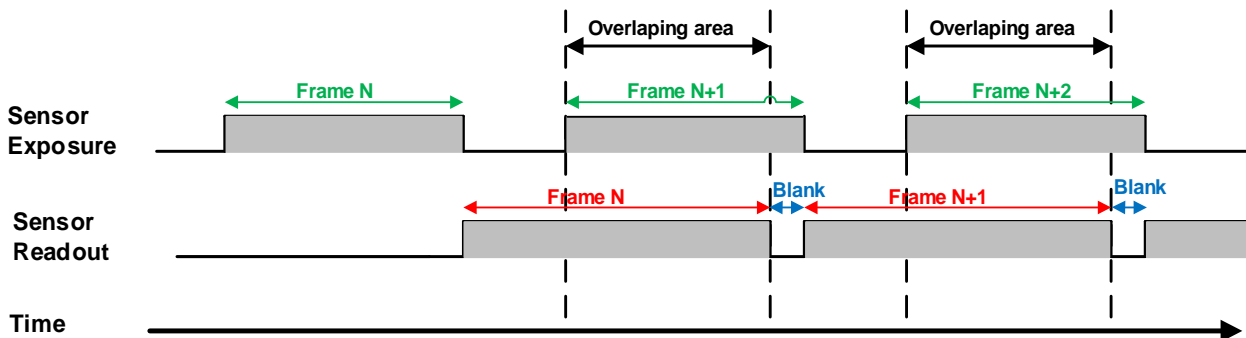 Overlaping area
Overlaping area
Frame N
Frame N+1
Frame N+2
Sensor
Exposure
Frame N
Blank
Frame N+1
Blank
Sensor
Readout
Time